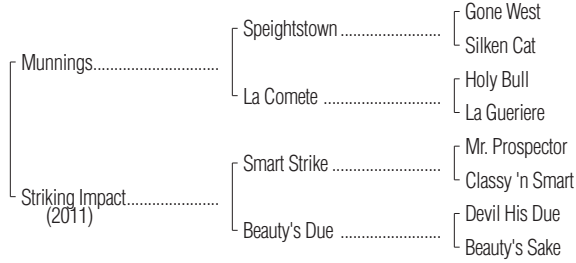 Gone West
Speightstown ........................
Silken Cat
Munnings..............................
Holy Bull
La Comete ............................
La Gueriere
Mr. Prospector
Smart Strike ..........................
Classy 'n Smart
Striking Impact......................
(2011)
Devil His Due
Beauty's Due ........................
Beauty's Sake